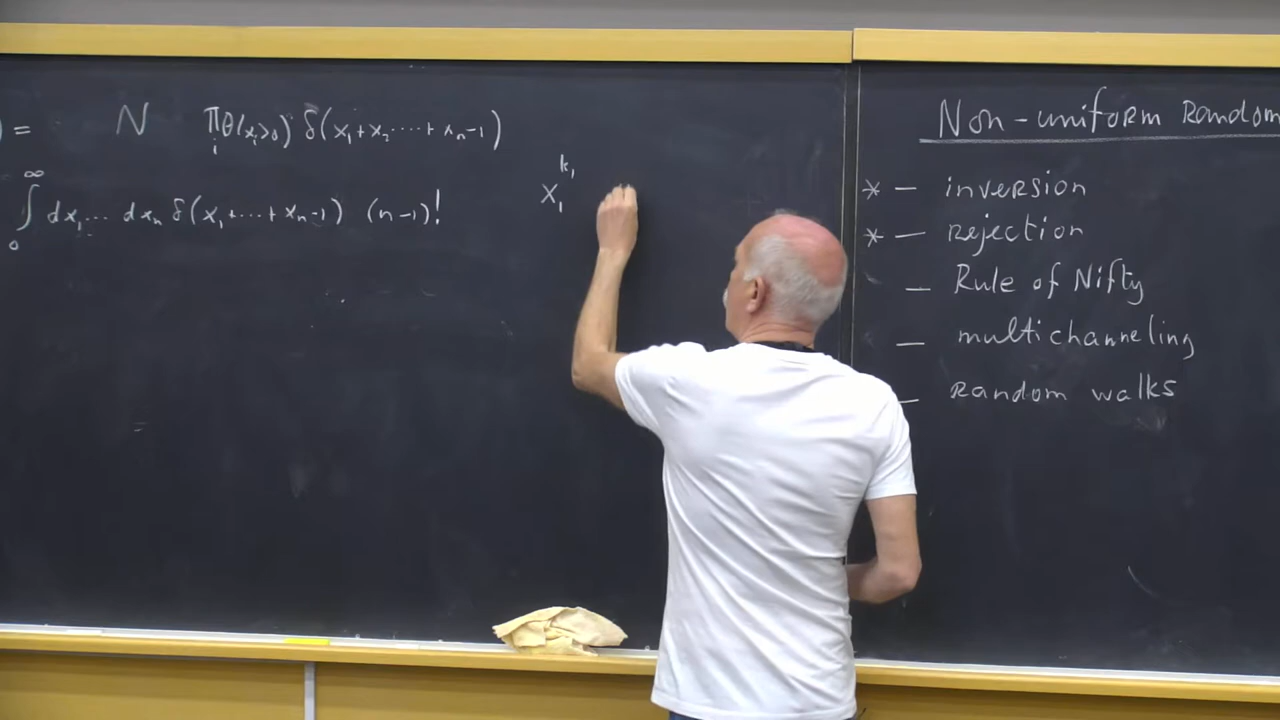 ) = N ∏θ(xᵢ>0) δ(x₁+x₂⋯+xₙ-1)
i
∞
∫ dx₁… dxₙ δ(x₁+⋯+xₙ-1) (n-1)!
0
x₁^k₁
Non-uniform Random
* - inversion
* - Rejection
- Rule of Nifty
- multichanneling
- Random walks